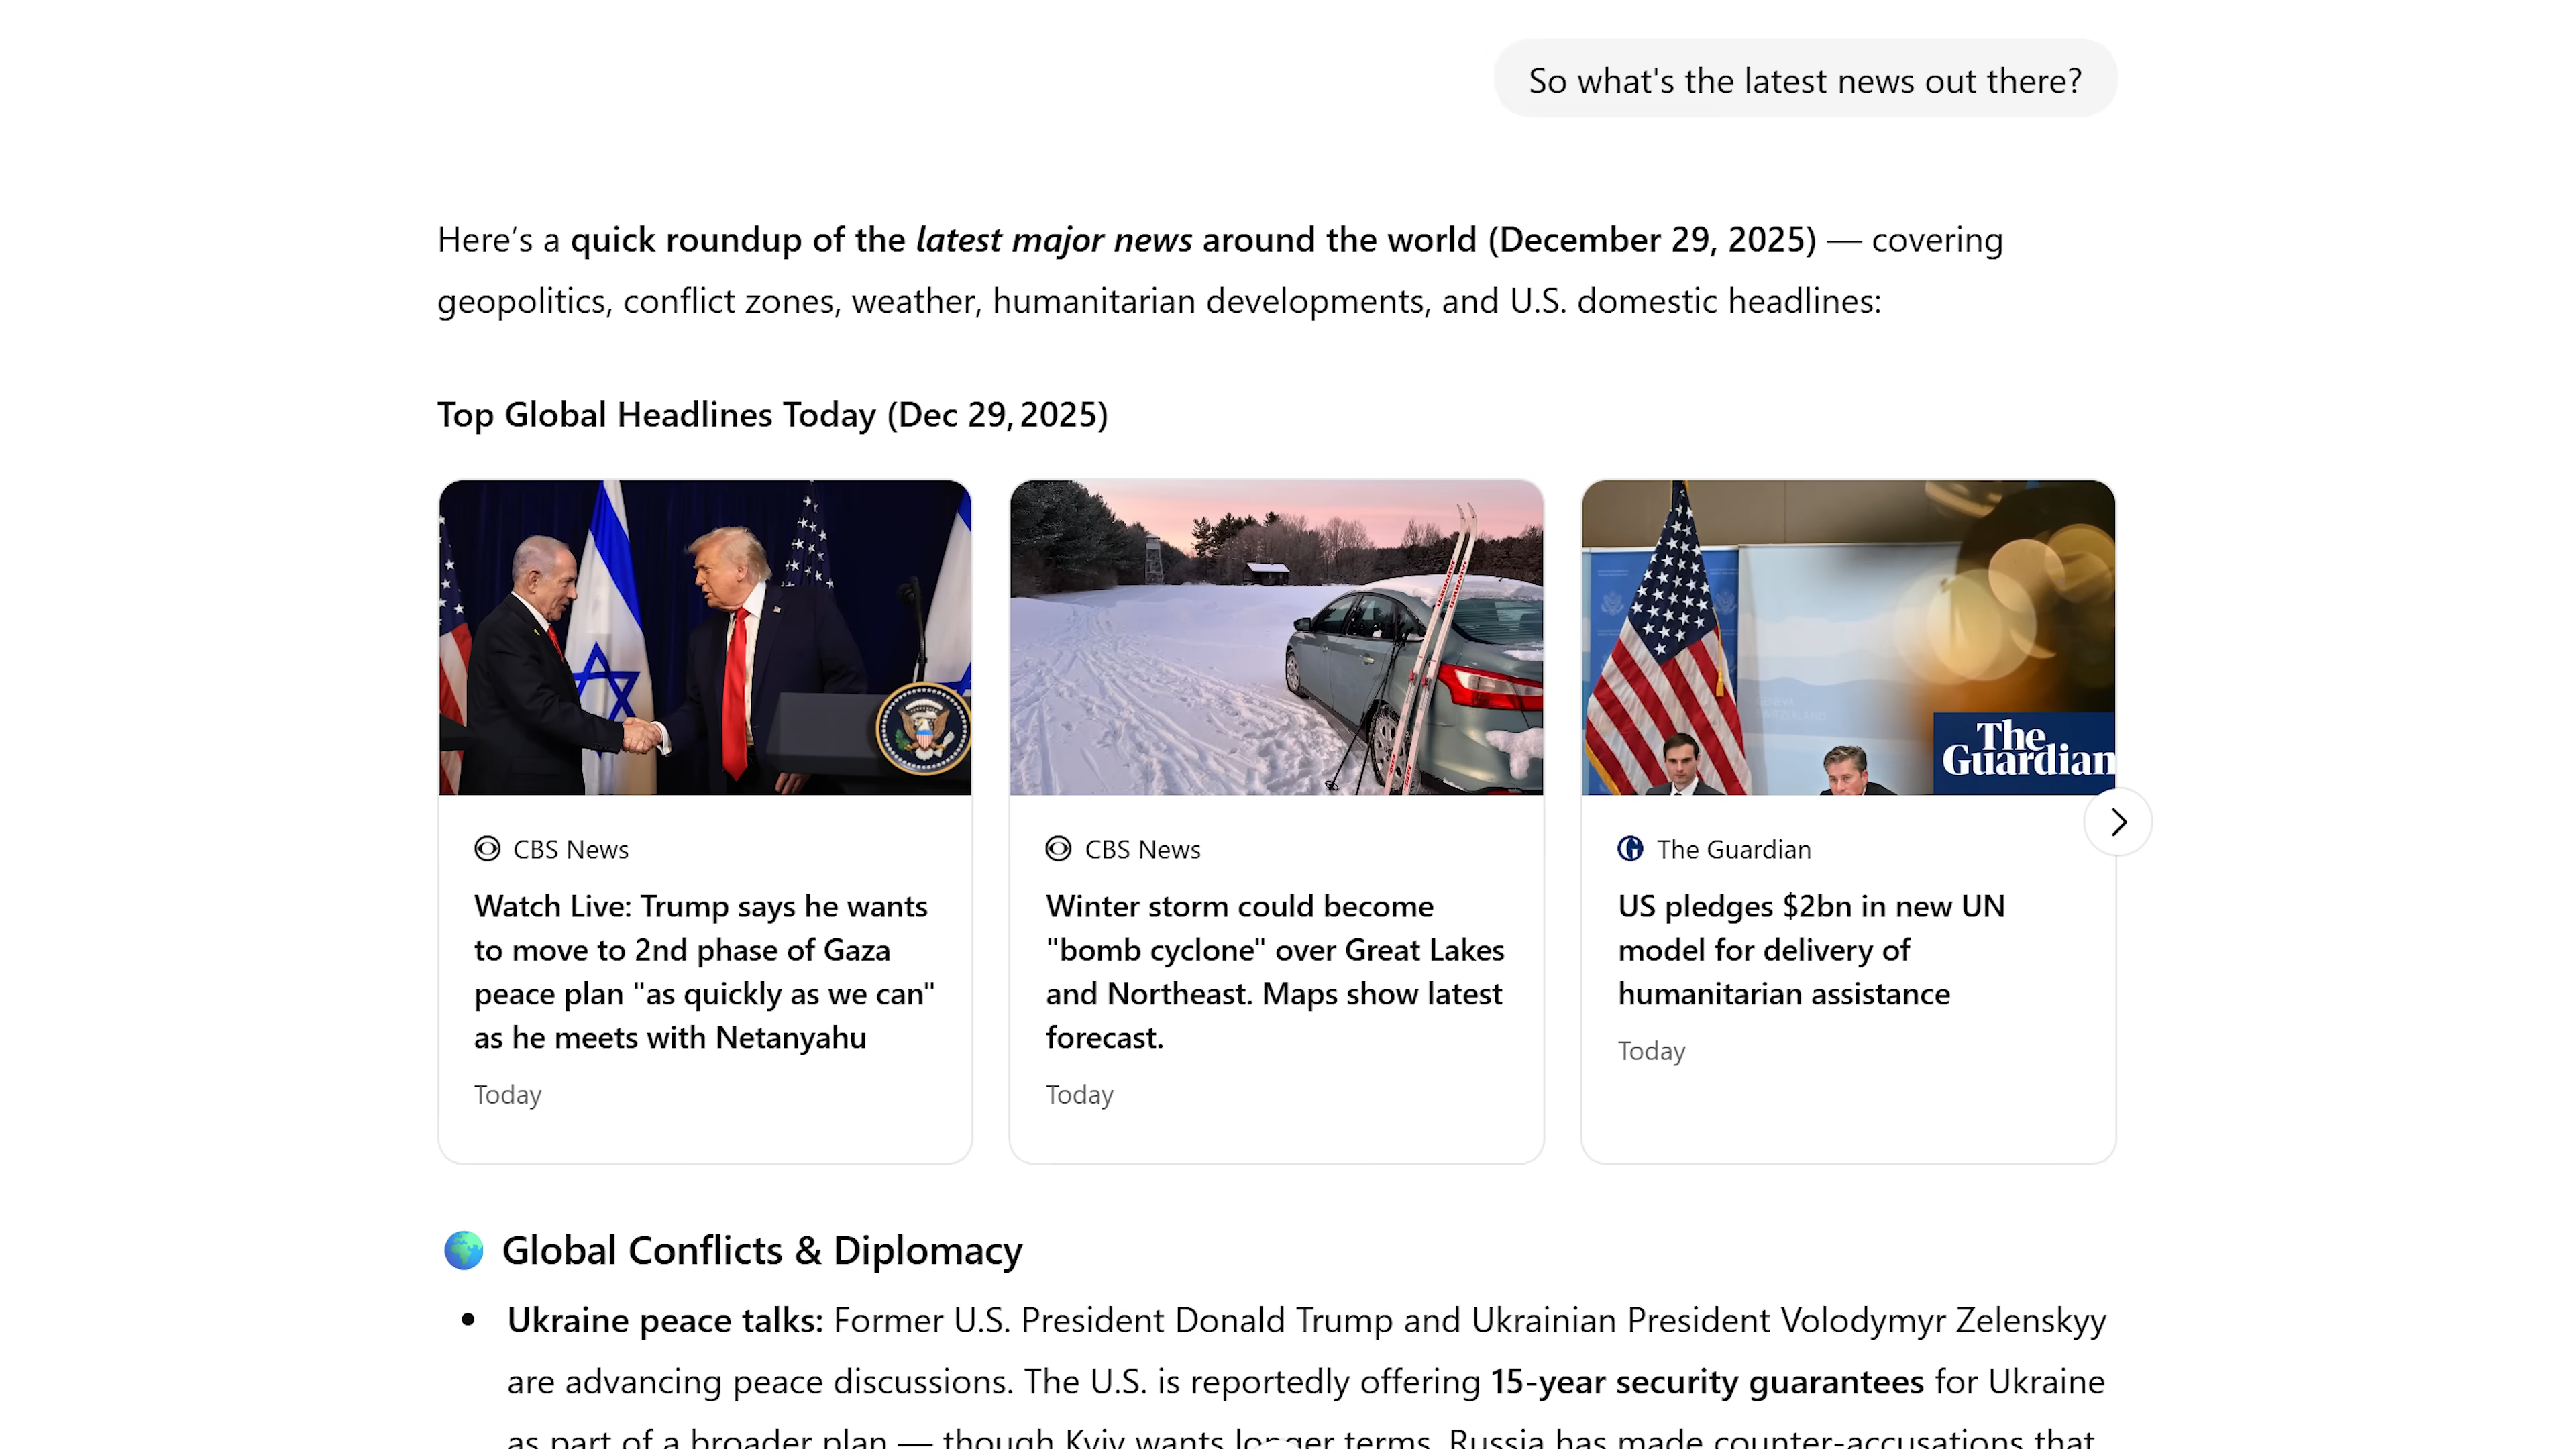 So what's the latest news out there?
Here’s a quick roundup of the latest major news around the world (December 29, 2025) — covering
geopolitics, conflict zones, weather, humanitarian developments, and U.S. domestic headlines:
Top Global Headlines Today (Dec 29, 2025)
The
Guardian
CBS News
Watch Live: Trump says he wants
to move to 2nd phase of Gaza
peace plan "as quickly as we can"
as he meets with Netanyahu
Today
CBS News
Winter storm could become
"bomb cyclone" over Great Lakes
and Northeast. Maps show latest
forecast.
Today
The Guardian
US pledges $2bn in new UN
model for delivery of
humanitarian assistance
Today
🌍 Global Conflicts & Diplomacy
• Ukraine peace talks: Former U.S. President Donald Trump and Ukrainian President Volodymyr Zelenskyy
are advancing peace discussions. The U.S. is reportedly offering 15-year security guarantees for Ukraine
as part of a broader plan — though Kyiv wants longer terms. Russia has made counter-accusations that